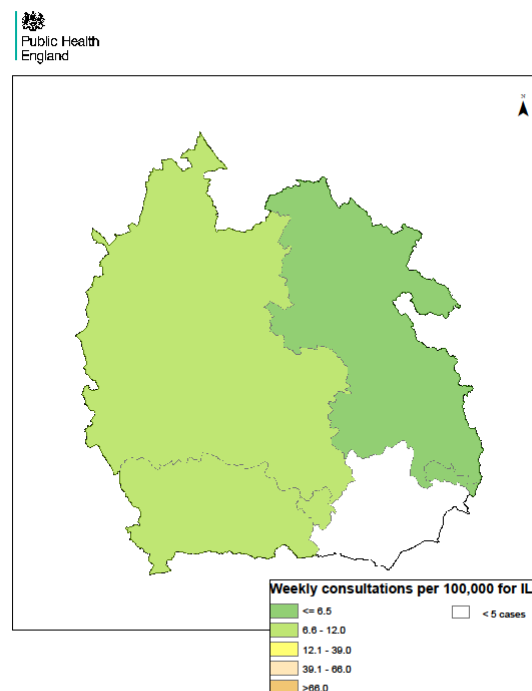 Public Health
England
N
Weekly consultations per 100,000 for IL
<= 6.5
< 5 cases
6.6 - 12.0
12.1 - 39.0
39.1 - 66.0
>66.0